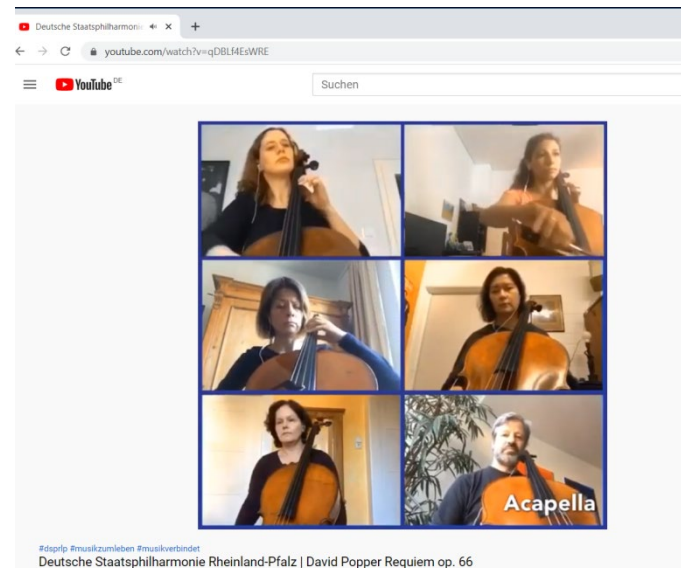 Deutsche Staatsphilharmonie
youtube.com/watch?v=qDBLf4EsWRE
YouTube DE
Suchen
Acapella
#dsprlp #musikzumleben #musikverbindet
Deutsche Staatsphilharmonie Rheinland-Pfalz | David Popper Requiem op. 66